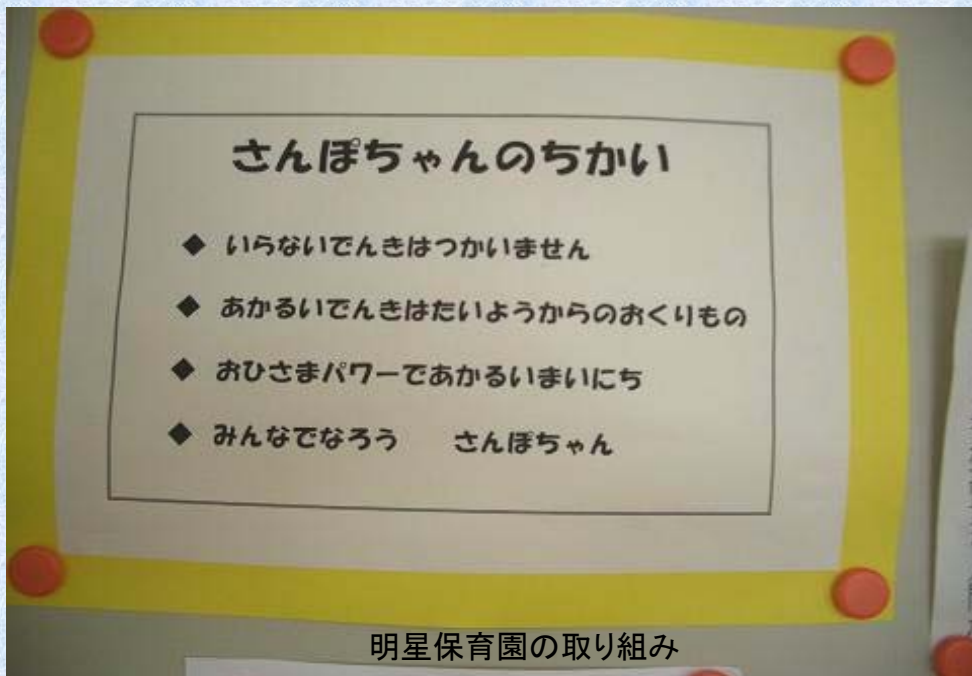 さんぽちゃんのちかい
◆ いらないでんきはつかいません
◆ あかるいでんきはたいようからのおくりもの
◆ おひさまパワーであかるいまいにち
◆ みんなでなろう　　さんぽちゃん
明星保育園の取り組み